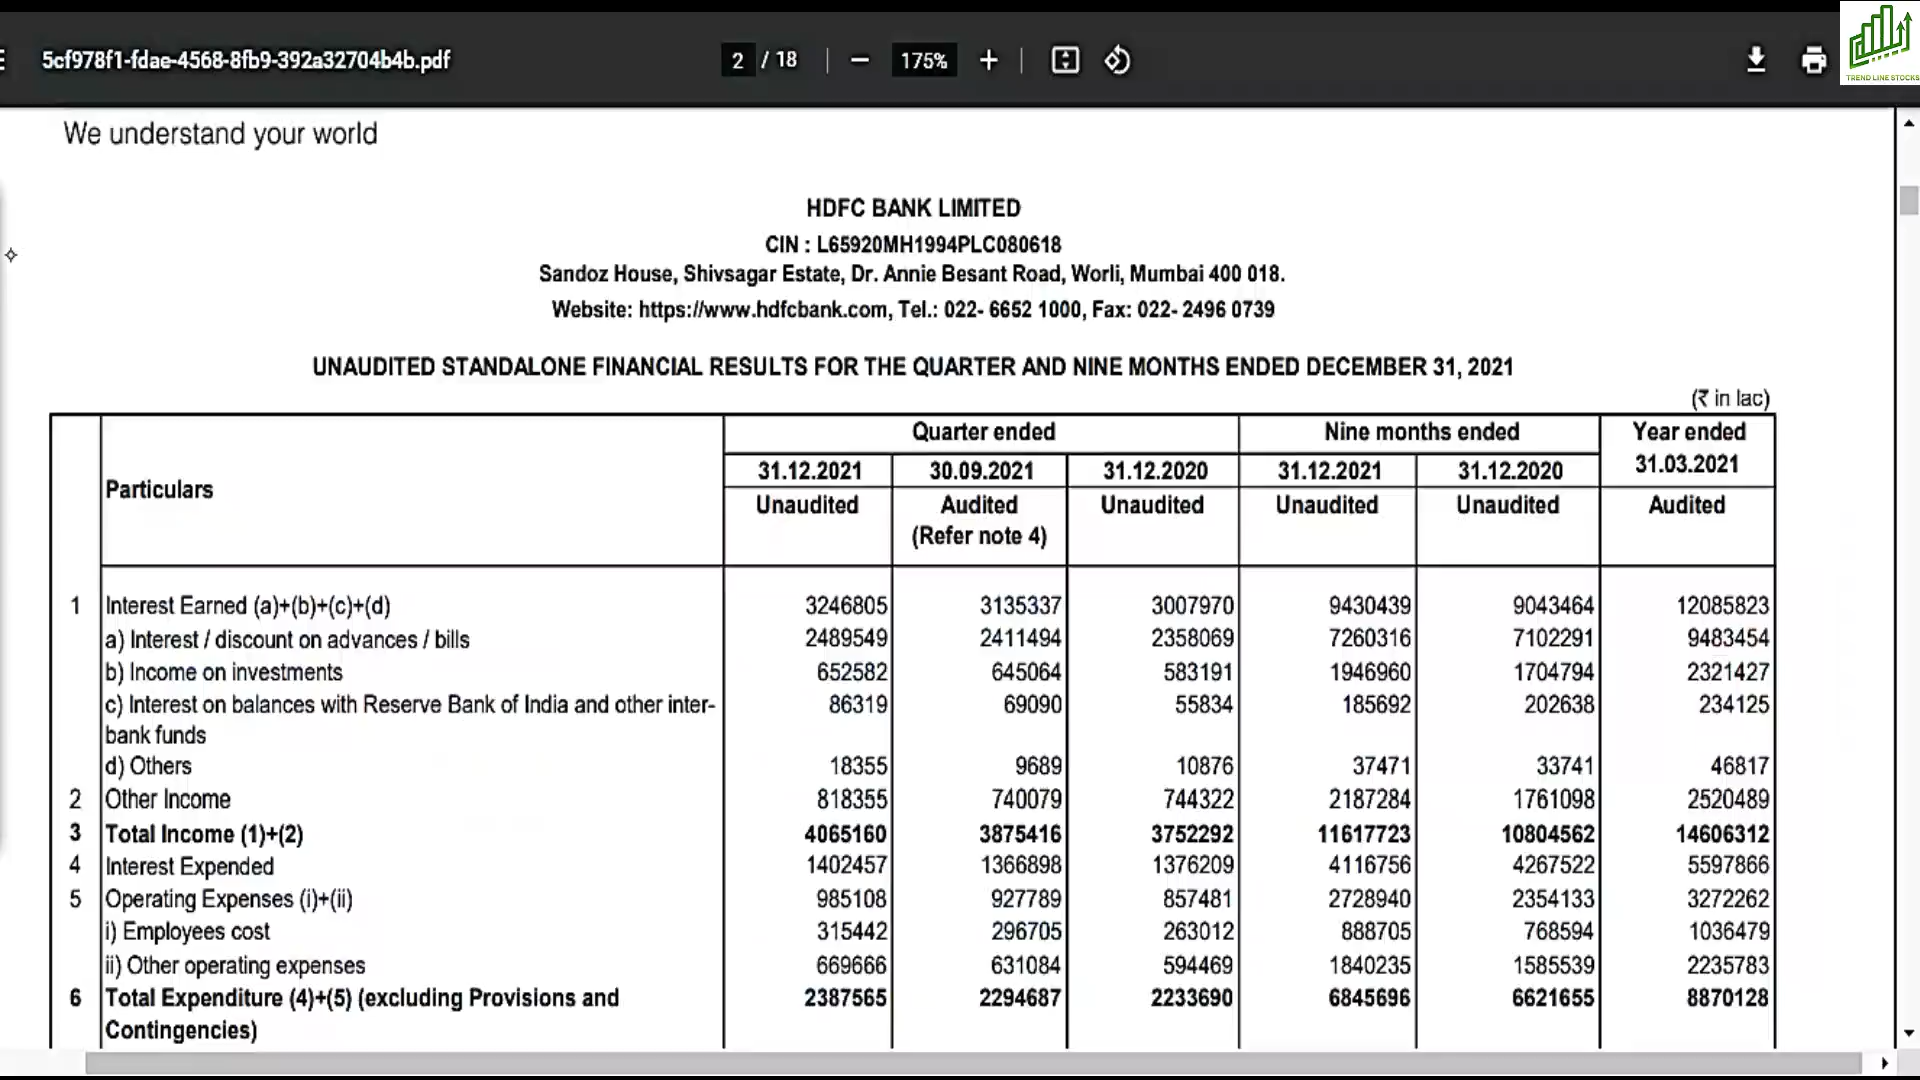 5cf978f1-fdae-4568-8fb9-392a32704b4b.pdf 2 / 18 175%
TREND LINE STOCKS
We understand your world
HDFC BANK LIMITED
CIN : L65920MH1994PLC080618
Sandoz House, Shivsagar Estate, Dr. Annie Besant Road, Worli, Mumbai 400 018.
Website: https://www.hdfcbank.com, Tel.: 022- 6652 1000, Fax: 022- 2496 0739
UNAUDITED STANDALONE FINANCIAL RESULTS FOR THE QUARTER AND NINE MONTHS ENDED DECEMBER 31, 2021
(₹ in lac)
Particulars Quarter ended Nine months ended Year ended
31.12.2021 30.09.2021 31.12.2020 31.12.2021 31.12.2020 31.03.2021
Unaudited Audited Unaudited Unaudited Unaudited Audited
(Refer note 4)
1 Interest Earned (a)+(b)+(c)+(d) 3246805 3135337 3007970 9430439 9043464 12085823
a) Interest / discount on advances / bills 2489549 2411494 2358069 7260316 7102291 9483454
b) Income on investments 652582 645064 583191 1946960 1704794 2321427
c) Interest on balances with Reserve Bank of India and other inter- 86319 69090 55834 185692 202638 234125
bank funds
d) Others 18355 9689 10876 37471 33741 46817
2 Other Income 818355 740079 744322 2187284 1761098 2520489
3 Total Income (1)+(2) 4065160 3875416 3752292 11617723 10804562 14606312
4 Interest Expended 1402457 1366898 1376209 4116756 4267522 5597866
5 Operating Expenses (i)+(ii) 985108 927789 857481 2728940 2354133 3272262
i) Employees cost 315442 296705 263012 888705 768594 1036479
ii) Other operating expenses 669666 631084 594469 1840235 1585539 2235783
6 Total Expenditure (4)+(5) (excluding Provisions and 2387565 2294687 2233690 6845696 6621655 8870128
Contingencies)